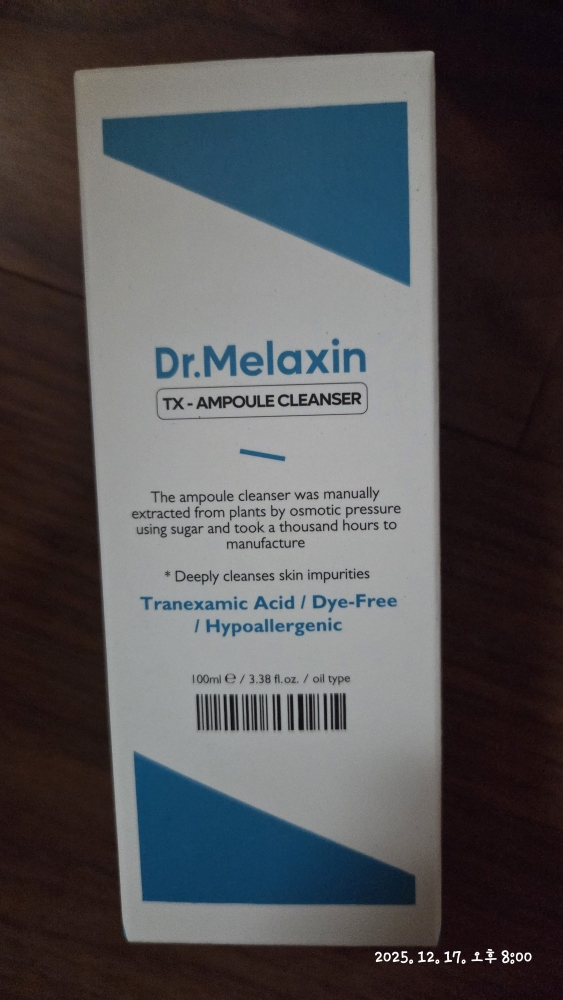 Dr.Melaxin
TX - AMPOULE CLEANSER
The ampoule cleanser was manually
extracted from plants by osmotic pressure
using sugar and took a thousand hours to
manufacture
* Deeply cleanses skin impurities
Tranexamic Acid / Dye-Free
/ Hypoallergenic
100ml ℮ / 3.38 fl.oz. / oil type
2025. 12. 17. 오후 8:00